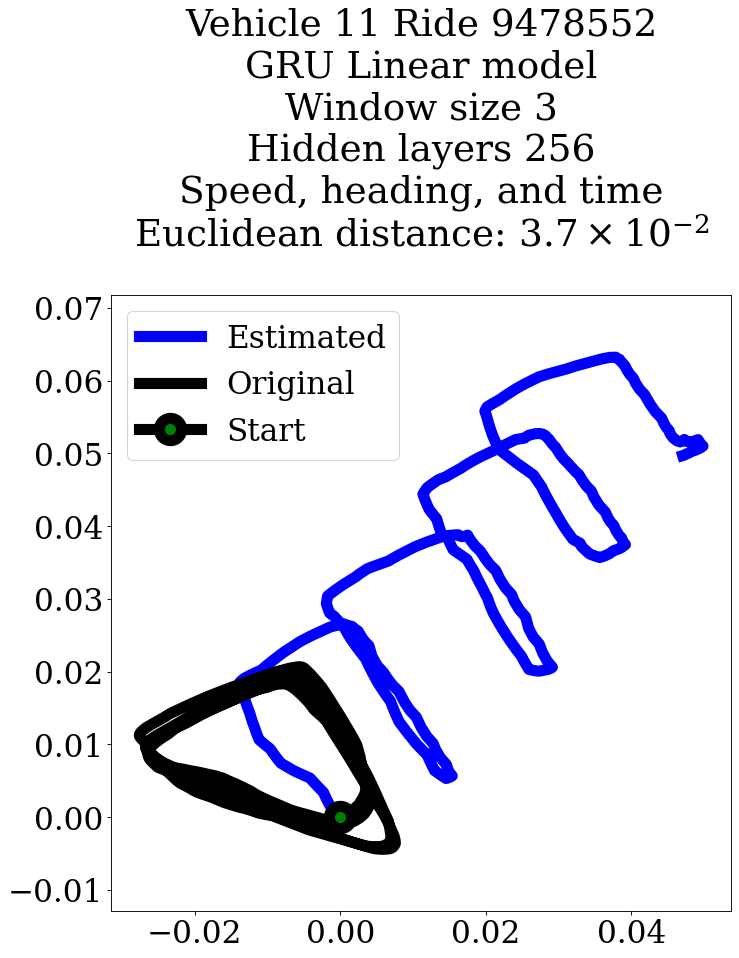 Vehicle 11 Ride 9478552
GRU Linear model
Window size 3
Hidden layers 256
Speed, heading, and time
Euclidean distance: 3.7 × 10⁻²
0.07
0.06
0.05
0.04
0.03
0.02
0.01
0.00
−0.01
Estimated
Original
Start
−0.02 0.00 0.02 0.04